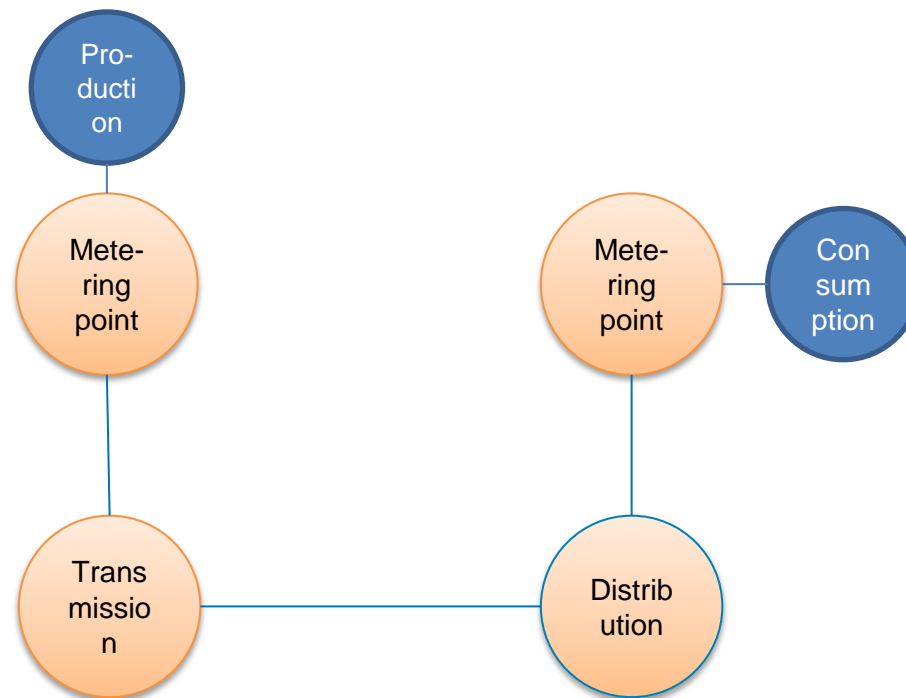 Pro-
ducti
on
Mete-
ring
point
Mete-
ring
point
Con
sum
ption
Trans
missio
n
Distrib
ution